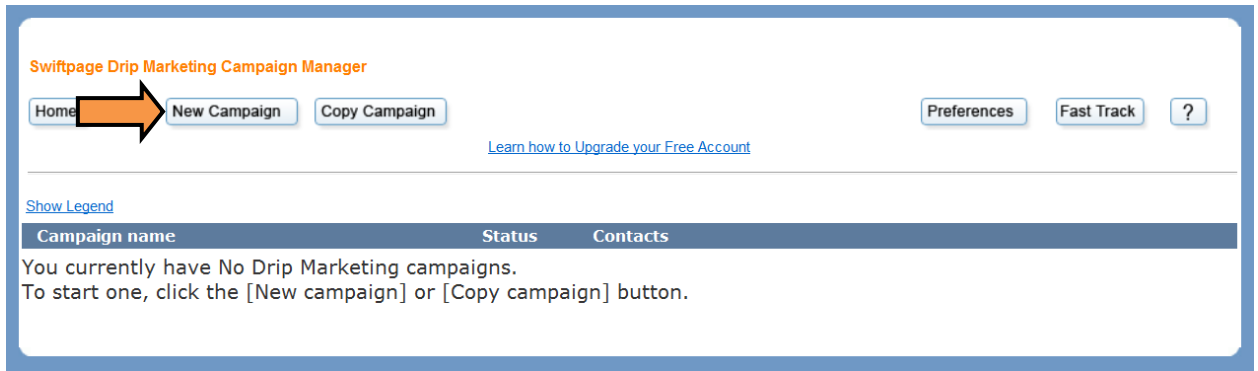 Swiftpage Drip Marketing Campaign Manager
Home New Campaign Copy Campaign Preferences Fast Track ?
Learn how to Upgrade your Free Account
Show Legend
Campaign name Status Contacts
You currently have No Drip Marketing campaigns.
To start one, click the [New campaign] or [Copy campaign] button.